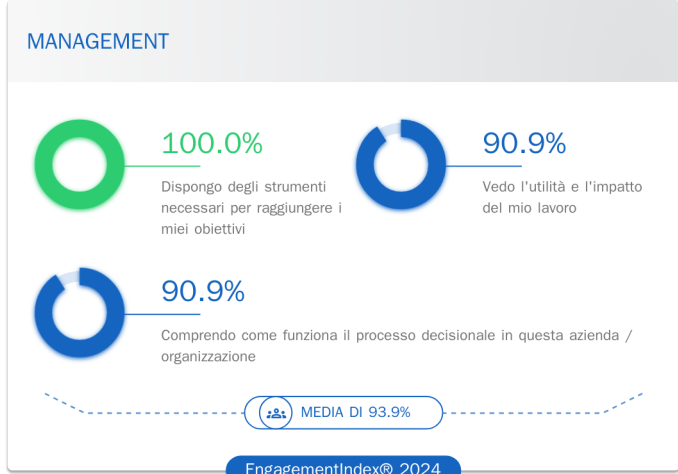 MANAGEMENT
100.0%
Dispongo degli strumenti
necessari per raggiungere i
miei obiettivi
90.9%
Vedo l'utilità e l'impatto
del mio lavoro
90.9%
Comprendo come funziona il processo decisionale in questa azienda /
organizzazione
MEDIA DI 93.9%
EngagementIndex® 2024